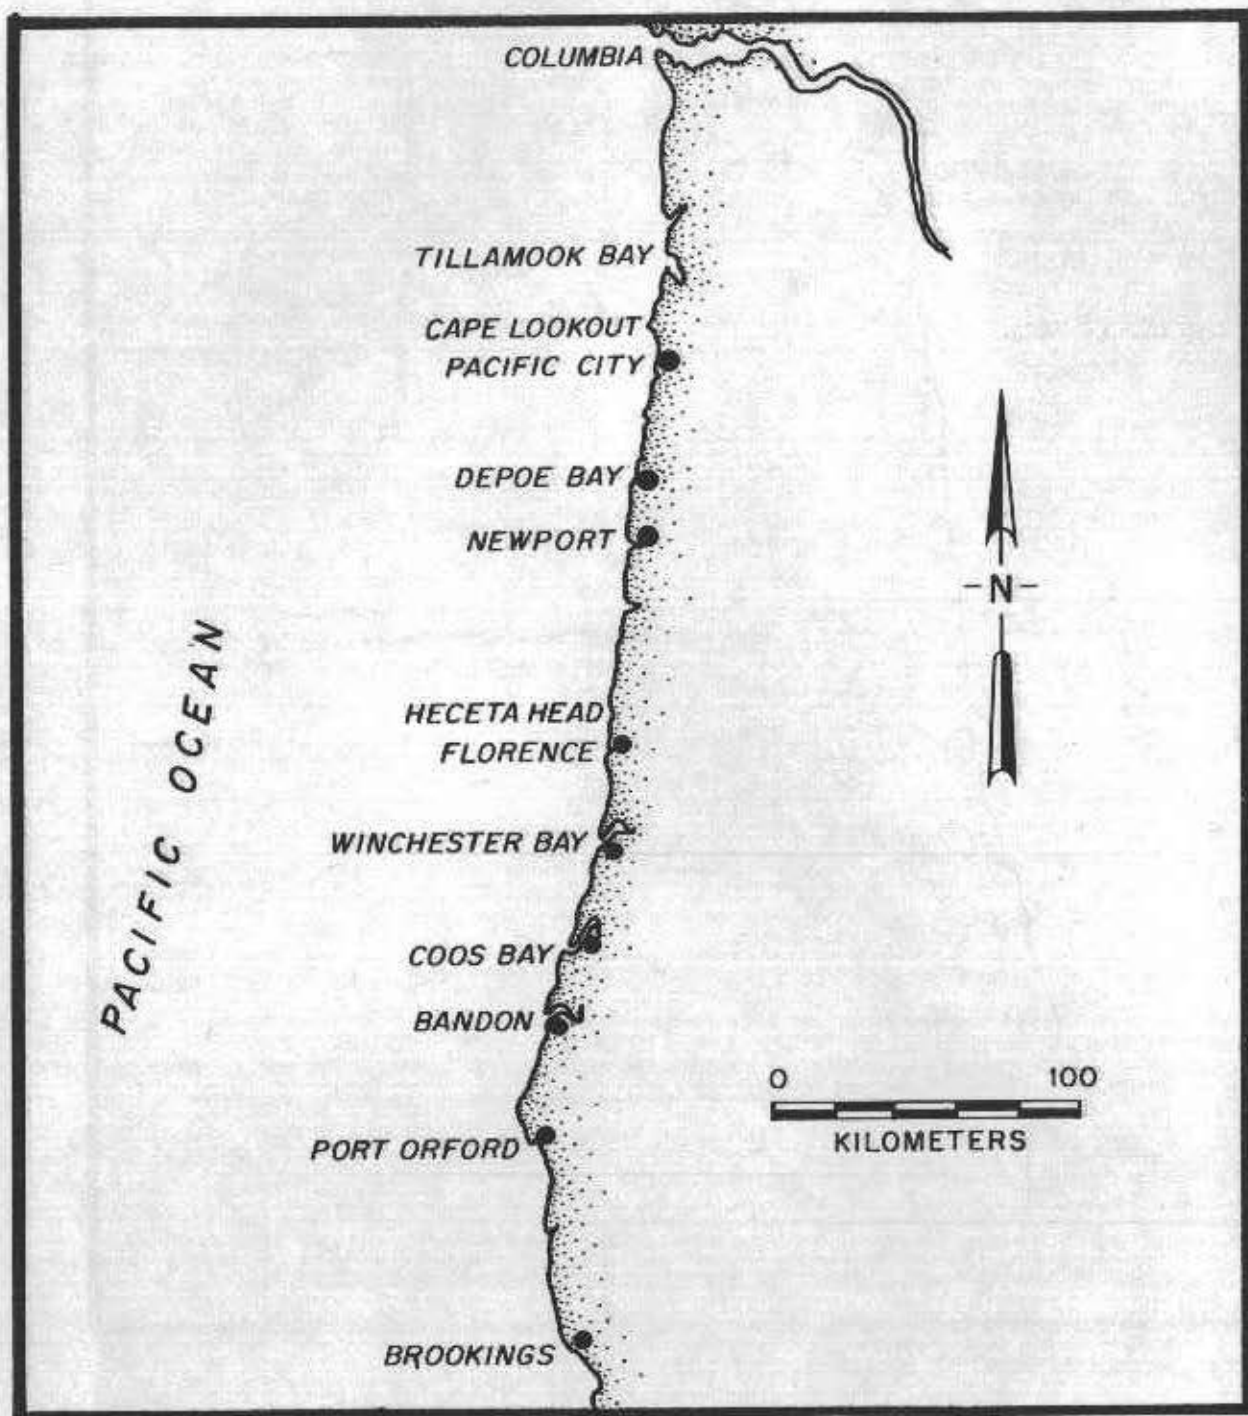 COLUMBIA
TILLAMOOK BAY
CAPE LOOKOUT
PACIFIC CITY
DEPOE BAY
NEWPORT
-N-
PACIFIC OCEAN
HECETA HEAD
FLORENCE
WINCHESTER BAY
COOS BAY
BANDON
0 100
KILOMETERS
PORT ORFORD
BROOKINGS